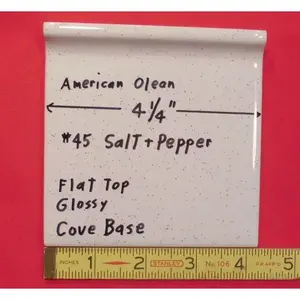 American Olean
4 1/4"
#45 Salt + Pepper
Flat Top
Glossy
Cove Base
1 2 STANLEY 3 No 106 4 5